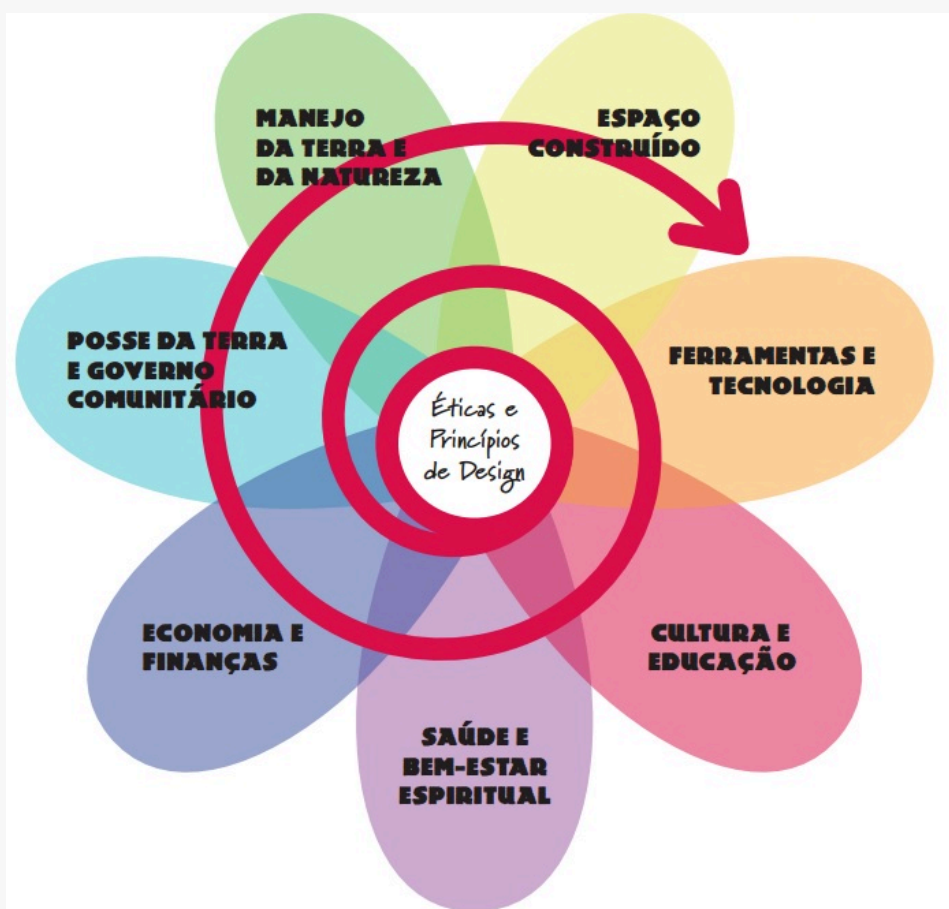 MANEJO
DA TERRA E
DA NATUREZA
ESPAÇO
CONSTRUÍDO
POSSE DA TERRA
E GOVERNO
COMUNITÁRIO
FERRAMENTAS E
TECNOLOGIA
Éticas e
Princípios
de Design
ECONOMIA E
FINANÇAS
CULTURA E
EDUCAÇÃO
SAÚDE E
BEM-ESTAR
ESPIRITUAL